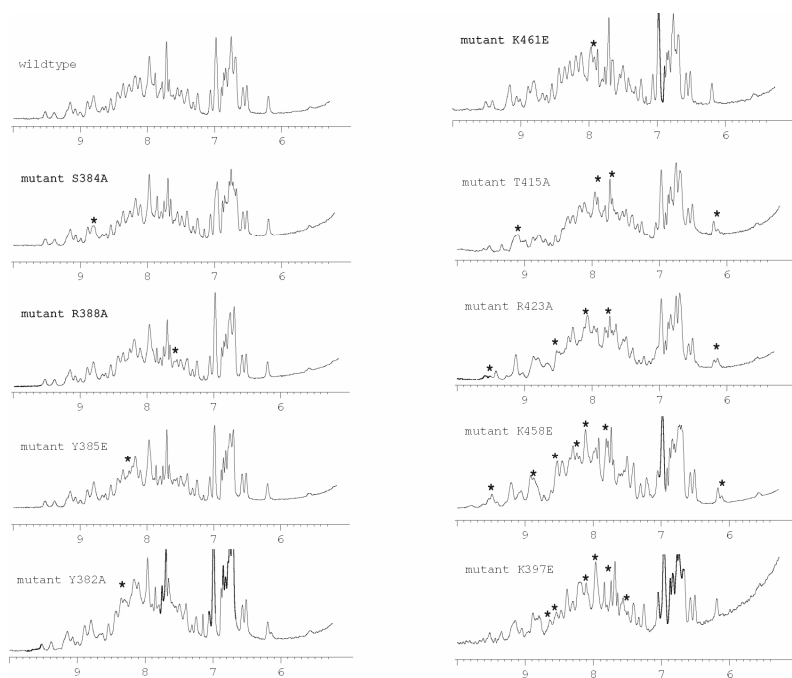 wildtype
9 8 7 6
mutant S384A
*
9 8 7 6
mutant R388A
*
9 8 7 6
mutant Y385E
*
9 8 7 6
mutant Y382A
*
9 8 7 6
mutant K461E
*
9 8 7 6
mutant T415A
* * * *
9 8 7 6
mutant R423A
* * * * *
9 8 7 6
mutant K458E
* * * * * * *
9 8 7 6
mutant K397E
* * * * * *
9 8 7 6